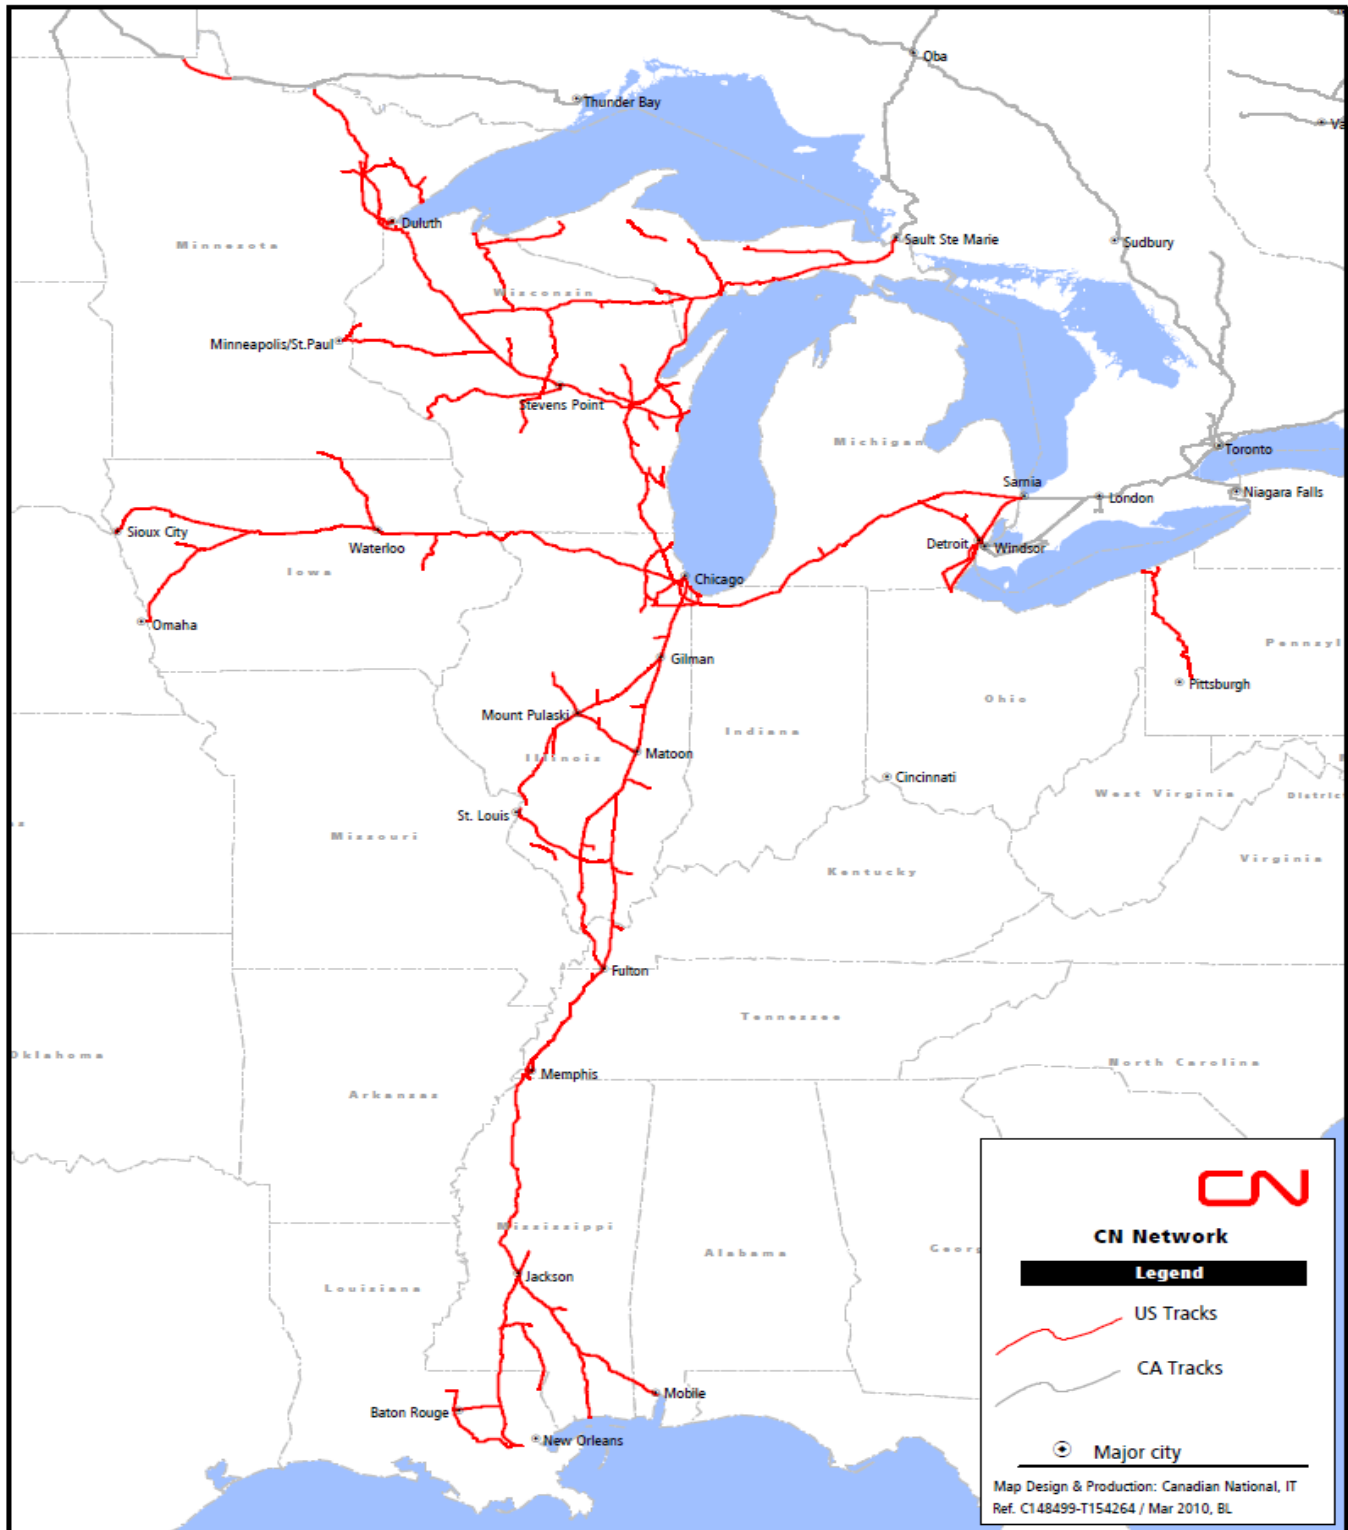 Oba
Thunder Bay
Va
Duluth
Minnesota
Sault Ste Marie
Sudbury
Wisconsin
Minneapolis/St.Paul
Stevens Point
Michigan
Toronto
Sarnia
London
Niagara Falls
Sioux City
Waterloo
Detroit
Windsor
Iowa
Chicago
Omaha
Pennsyl
Gilman
Pittsburgh
Ohio
Mount Pulaski
Indiana
Illinois
Matoon
Cincinnati
West Virginia
Distric
St. Louis
Missouri
Virginia
Kentucky
Fulton
Tennessee
Oklahoma
North Carolina
Memphis
Arkansas
CN
Mississippi
CN Network
Alabama
Georg
Legend
Jackson
Louisiana
US Tracks
CA Tracks
Mobile
Baton Rouge
New Orleans
Major city
Map Design & Production: Canadian National, IT
Ref. C148499-T154264 / Mar 2010, BL